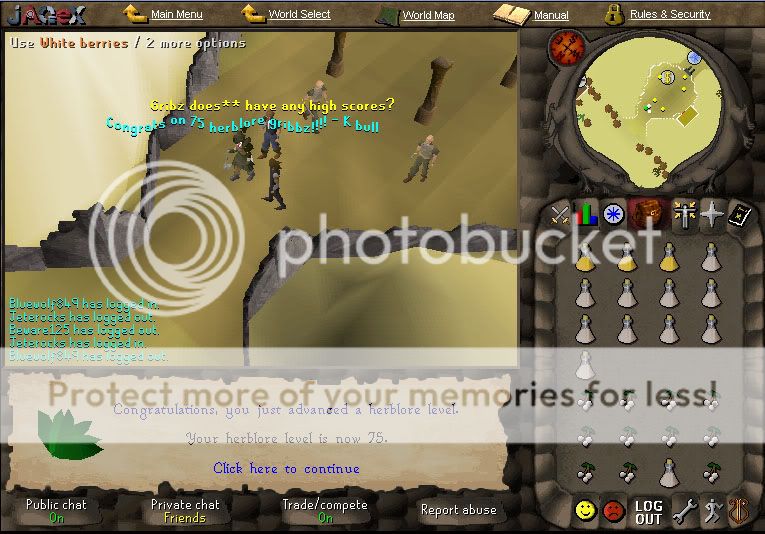 JAGEX
Main Menu
World Select
World Map
Manual
Rules & Security
Use White berries / 2 more options
Gribz does** have any high scores?
Congrats on 75 herblore !gribbz!!!! - K bull
photobucket
Bluewolf849 has logged in.
Jeterocks has logged out.
Beware125 has logged out.
Jeterocks has logged in.
Bluewolf849 has logged out.
Protect more of your memories for less!
Congratulations, you just advanced a herblore level.
Your herblore level is now 75.
Click here to continue
Public chat
On
Private chat
Friends
Trade/compete
On
Report abuse
LOG
OUT